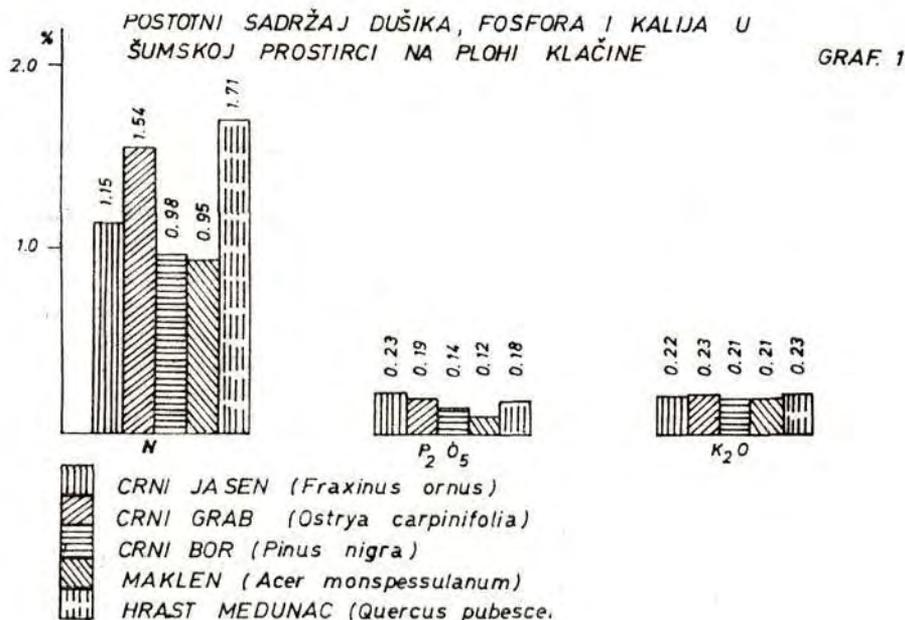 POSTOTNI SADRŽAJ DUŠIKA, FOSFORA I KALIJA U
ŠUMSKOJ PROSTIRCI NA PLOHI KLAČINE
GRAF. 1
%
2.0
1.0
1.15 1.54 0.98 0.95 1.71
0.23 0.19 0.14 0.12 0.18
0.22 0.23 0.21 0.21 0.23
N P2O5 K2O
CRNI JASEN (Fraxinus ornus)
CRNI GRAB (Ostrya carpinifolia)
CRNI BOR (Pinus nigra)
MAKLEN (Acer monspessulanum)
HRAST MEDUNAC (Quercus